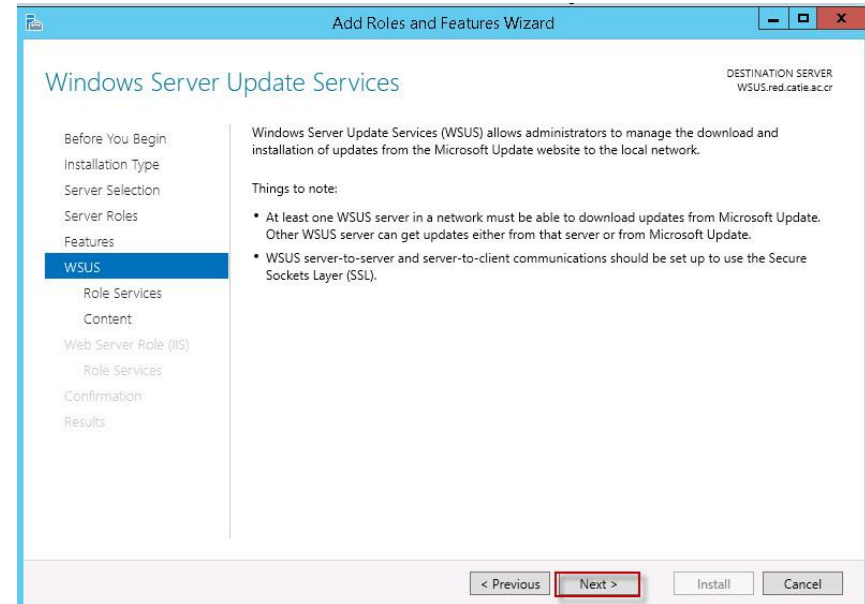 Add Roles and Features Wizard
Windows Server Update Services
DESTINATION SERVER
WSUS.red.catie.ac.cr
Before You Begin
Installation Type
Server Selection
Server Roles
Features
WSUS
Role Services
Content
Web Server Role (IIS)
Role Services
Confirmation
Results
Windows Server Update Services (WSUS) allows administrators to manage the download and
installation of updates from the Microsoft Update website to the local network.
Things to note:
• At least one WSUS server in a network must be able to download updates from Microsoft Update.
Other WSUS server can get updates either from that server or from Microsoft Update.
• WSUS server-to-server and server-to-client communications should be set up to use the Secure
Sockets Layer (SSL).
< Previous
Next >
Install
Cancel